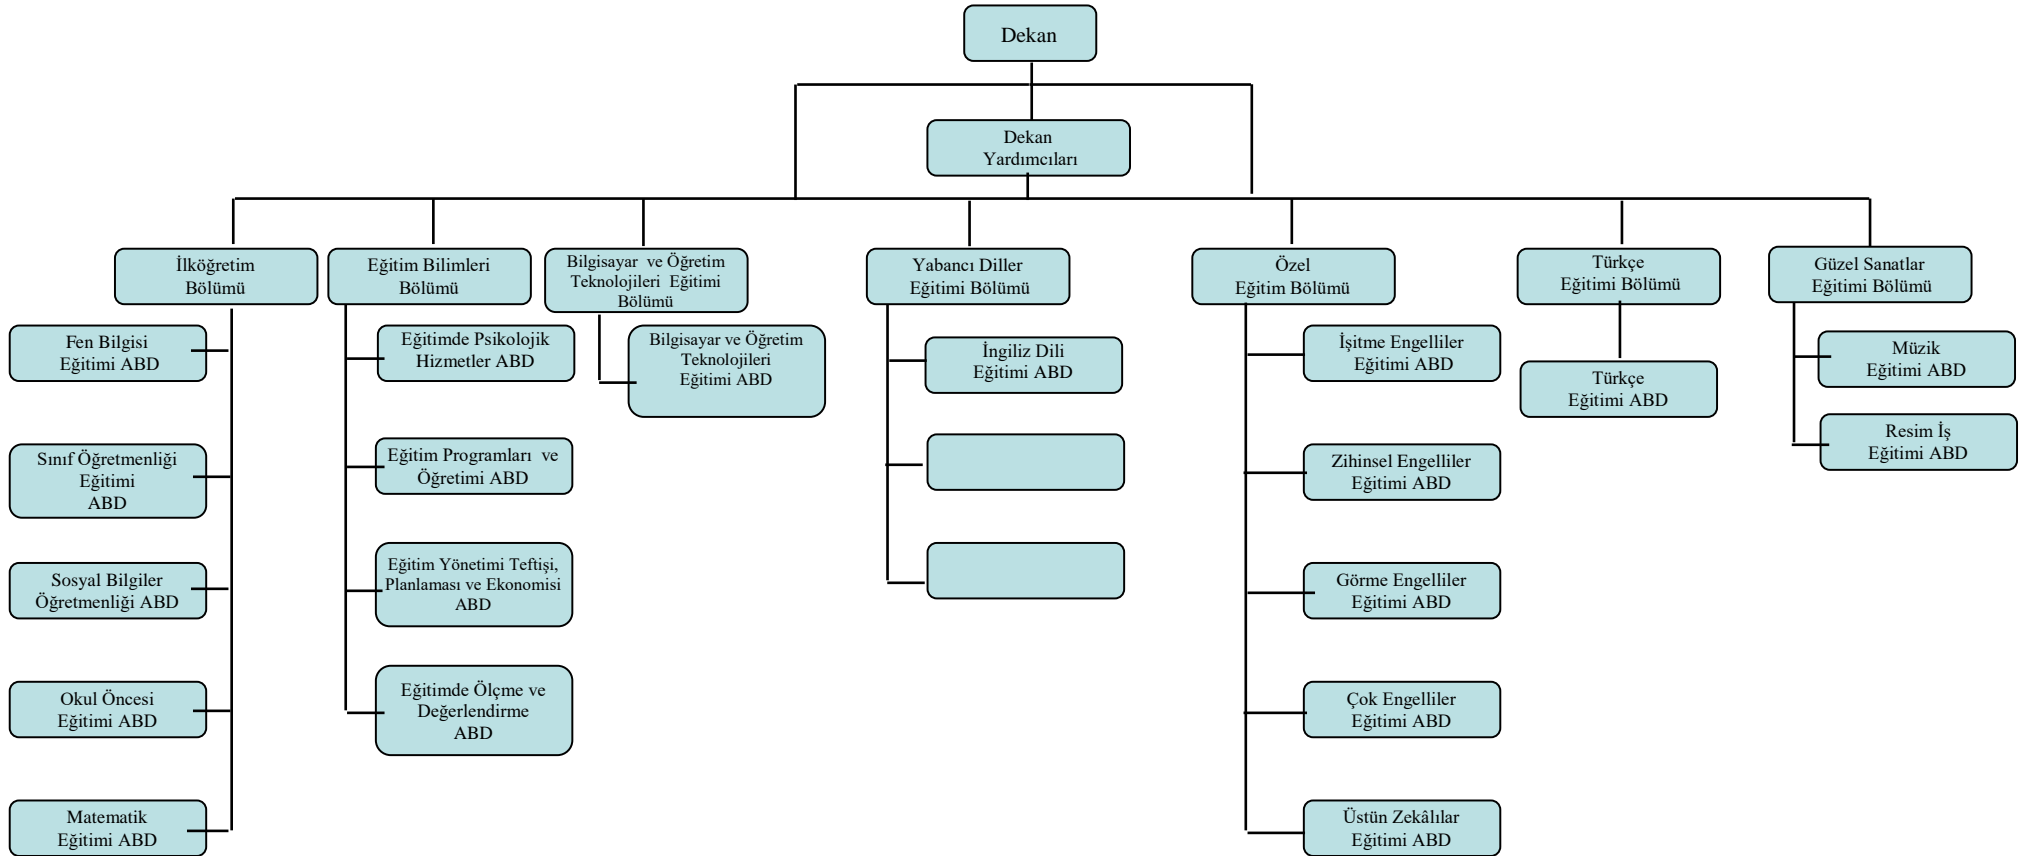 Dekan
Dekan
Yardımcıları
İlköğretim
Bölümü
Eğitim Bilimleri
Bölümü
Bilgisayar ve Öğretim
Teknolojileri Eğitimi
Bölümü
Yabancı Diller
Eğitimi Bölümü
Özel
Eğitim Bölümü
Türkçe
Eğitimi Bölümü
Güzel Sanatlar
Eğitimi Bölümü
Fen Bilgisi
Eğitimi ABD
Sınıf Öğretmenliği
Eğitimi
ABD
Sosyal Bilgiler
Öğretmenliği ABD
Okul Öncesi
Eğitimi ABD
Matematik
Eğitimi ABD
Eğitimde Psikolojik
Hizmetler ABD
Eğitim Programları ve
Öğretimi ABD
Eğitim Yönetimi Teftişi,
Planlaması ve Ekonomisi
ABD
Eğitimde Ölçme ve
Değerlendirme
ABD
Bilgisayar ve Öğretim
Teknolojileri
Eğitimi ABD
İngiliz Dili
Eğitimi ABD
İşitme Engelliler
Eğitimi ABD
Zihinsel Engelliler
Eğitimi ABD
Görme Engelliler
Eğitimi ABD
Çok Engelliler
Eğitimi ABD
Üstün Zekâlılar
Eğitimi ABD
Türkçe
Eğitimi ABD
Müzik
Eğitimi ABD
Resim İş
Eğitimi ABD